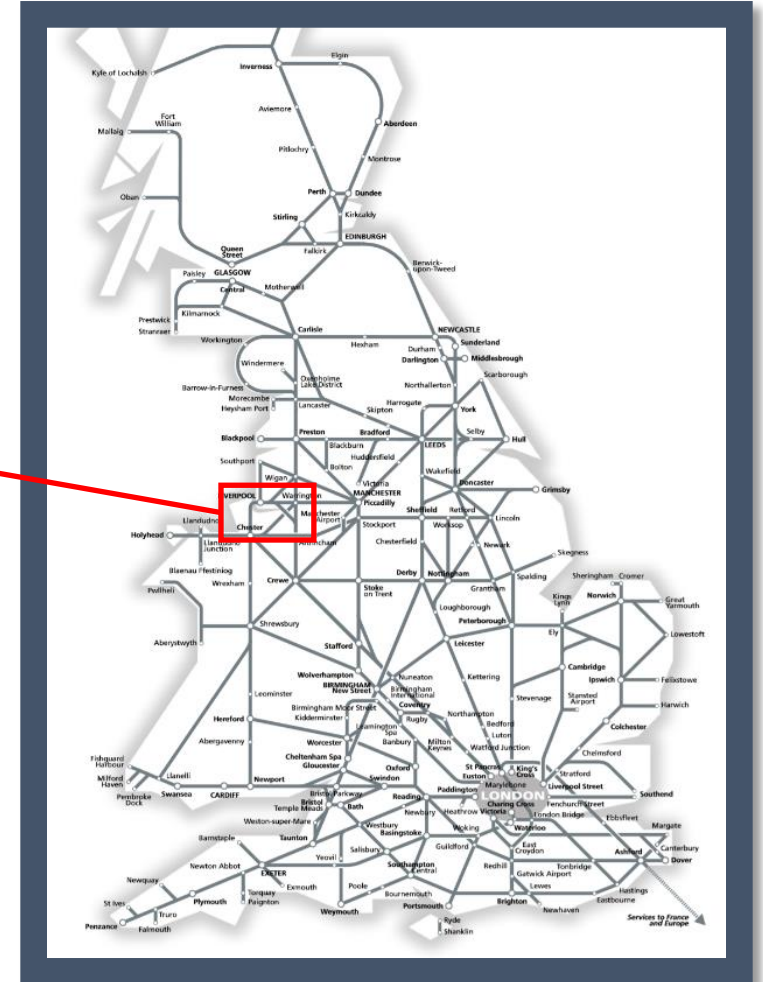 Elgin
Inverness
Kyle of Lochalsh
Aviemore
Fort
William
Aberdeen
Mallaig
Pitlochry
Montrose
Perth
Dundee
Oban
Stirling
Kirkcaldy
EDINBURGH
Queen
Street
Falkirk
Berwick-
upon-Tweed
Paisley
GLASGOW
Central
Motherwell
Prestwick
Kilmarnock
Stranraer
Carlisle
NEWCASTLE
Workington
Hexham
Durham
Sunderland
Darlington
Middlesbrough
Windermere
Scarborough
Oxenholme
Lake District
Northallerton
Barrow-in-Furness
Morecambe
Lancaster
Harrogate
Heysham Port
Skipton
York
Blackpool
Preston
Bradford
Selby
Hull
Blackburn
LEEDS
Huddersfield
Southport
Bolton
Wakefield
Wigan
Victoria
Doncaster
MANCHESTER
Grimsby
LIVERPOOL
Warrington
Piccadilly
Manchester
Airport
Sheffield
Retford
Llandudno
Chester
Stockport
Worksop
Lincoln
Holyhead
Llandudno
Junction
Altrincham
Chesterfield
Newark
Skegness
Blaenau Ffestiniog
Derby
Nottingham
Sheringham
Cromer
Pwllheli
Wrexham
Crewe
Stoke
on Trent
Grantham
Spalding
Kings
Lynn
Norwich
Great
Yarmouth
Loughborough
Peterborough
Shrewsbury
Ely
Lowestoft
Aberystwyth
Stafford
Leicester
Cambridge
Wolverhampton
Nuneaton
Kettering
Ipswich
Felixstowe
BIRMINGHAM
New Street
Birmingham
International
Leominster
Stevenage
Stansted
Airport
Birmingham Moor Street
Coventry
Harwich
Hereford
Kidderminster
Rugby
Northampton
Colchester
Leamington
Spa
Bedford
Abergavenny
Worcester
Banbury
Milton
Keynes
Luton
Watford Junction
Chelmsford
Fishguard
Harbour
Cheltenham Spa
Gloucester
Oxford
St Pancras
King's
Cross
Euston
Stratford
Milford
Haven
Llanelli
Newport
Swindon
Marylebone
Liverpool Street
Pembroke
Dock
Swansea
CARDIFF
Bristol Parkway
Reading
Paddington
LONDON
Southend
Bristol
Temple Meads
Bath
Charing Cross
Fenchurch Street
Newbury
Heathrow
Victoria
London Bridge
Ebbsfleet
Weston-super-Mare
Westbury
Woking
Waterloo
Margate
Barnstaple
Taunton
Basingstoke
East
Croydon
Canterbury
Yeovil
Salisbury
Guildford
Ashford
Dover
Newton Abbot
Southampton
Central
Redhill
Tonbridge
Gatwick Airport
EXETER
Newquay
Exmouth
Poole
Lewes
Hastings
St Ives
Plymouth
Torquay
Paignton
Bournemouth
Eastbourne
Truro
Weymouth
Portsmouth
Brighton
Newhaven
Penzance
Falmouth
Ryde
Shanklin
Services to France
and Europe